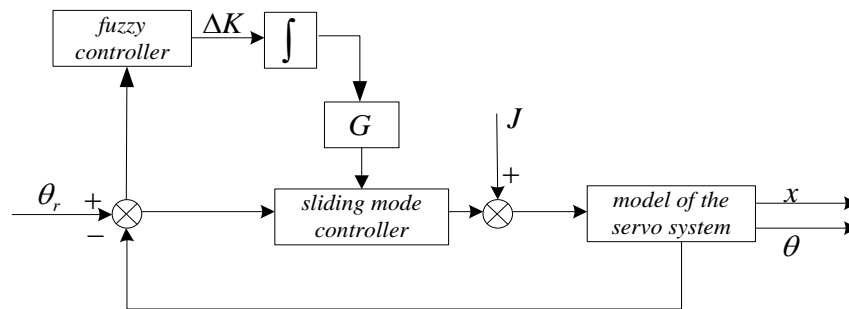 fuzzy
controller
ΔK
∫
G
J
θr
+
−
sliding mode
controller
+
model of the
servo system
x
θ